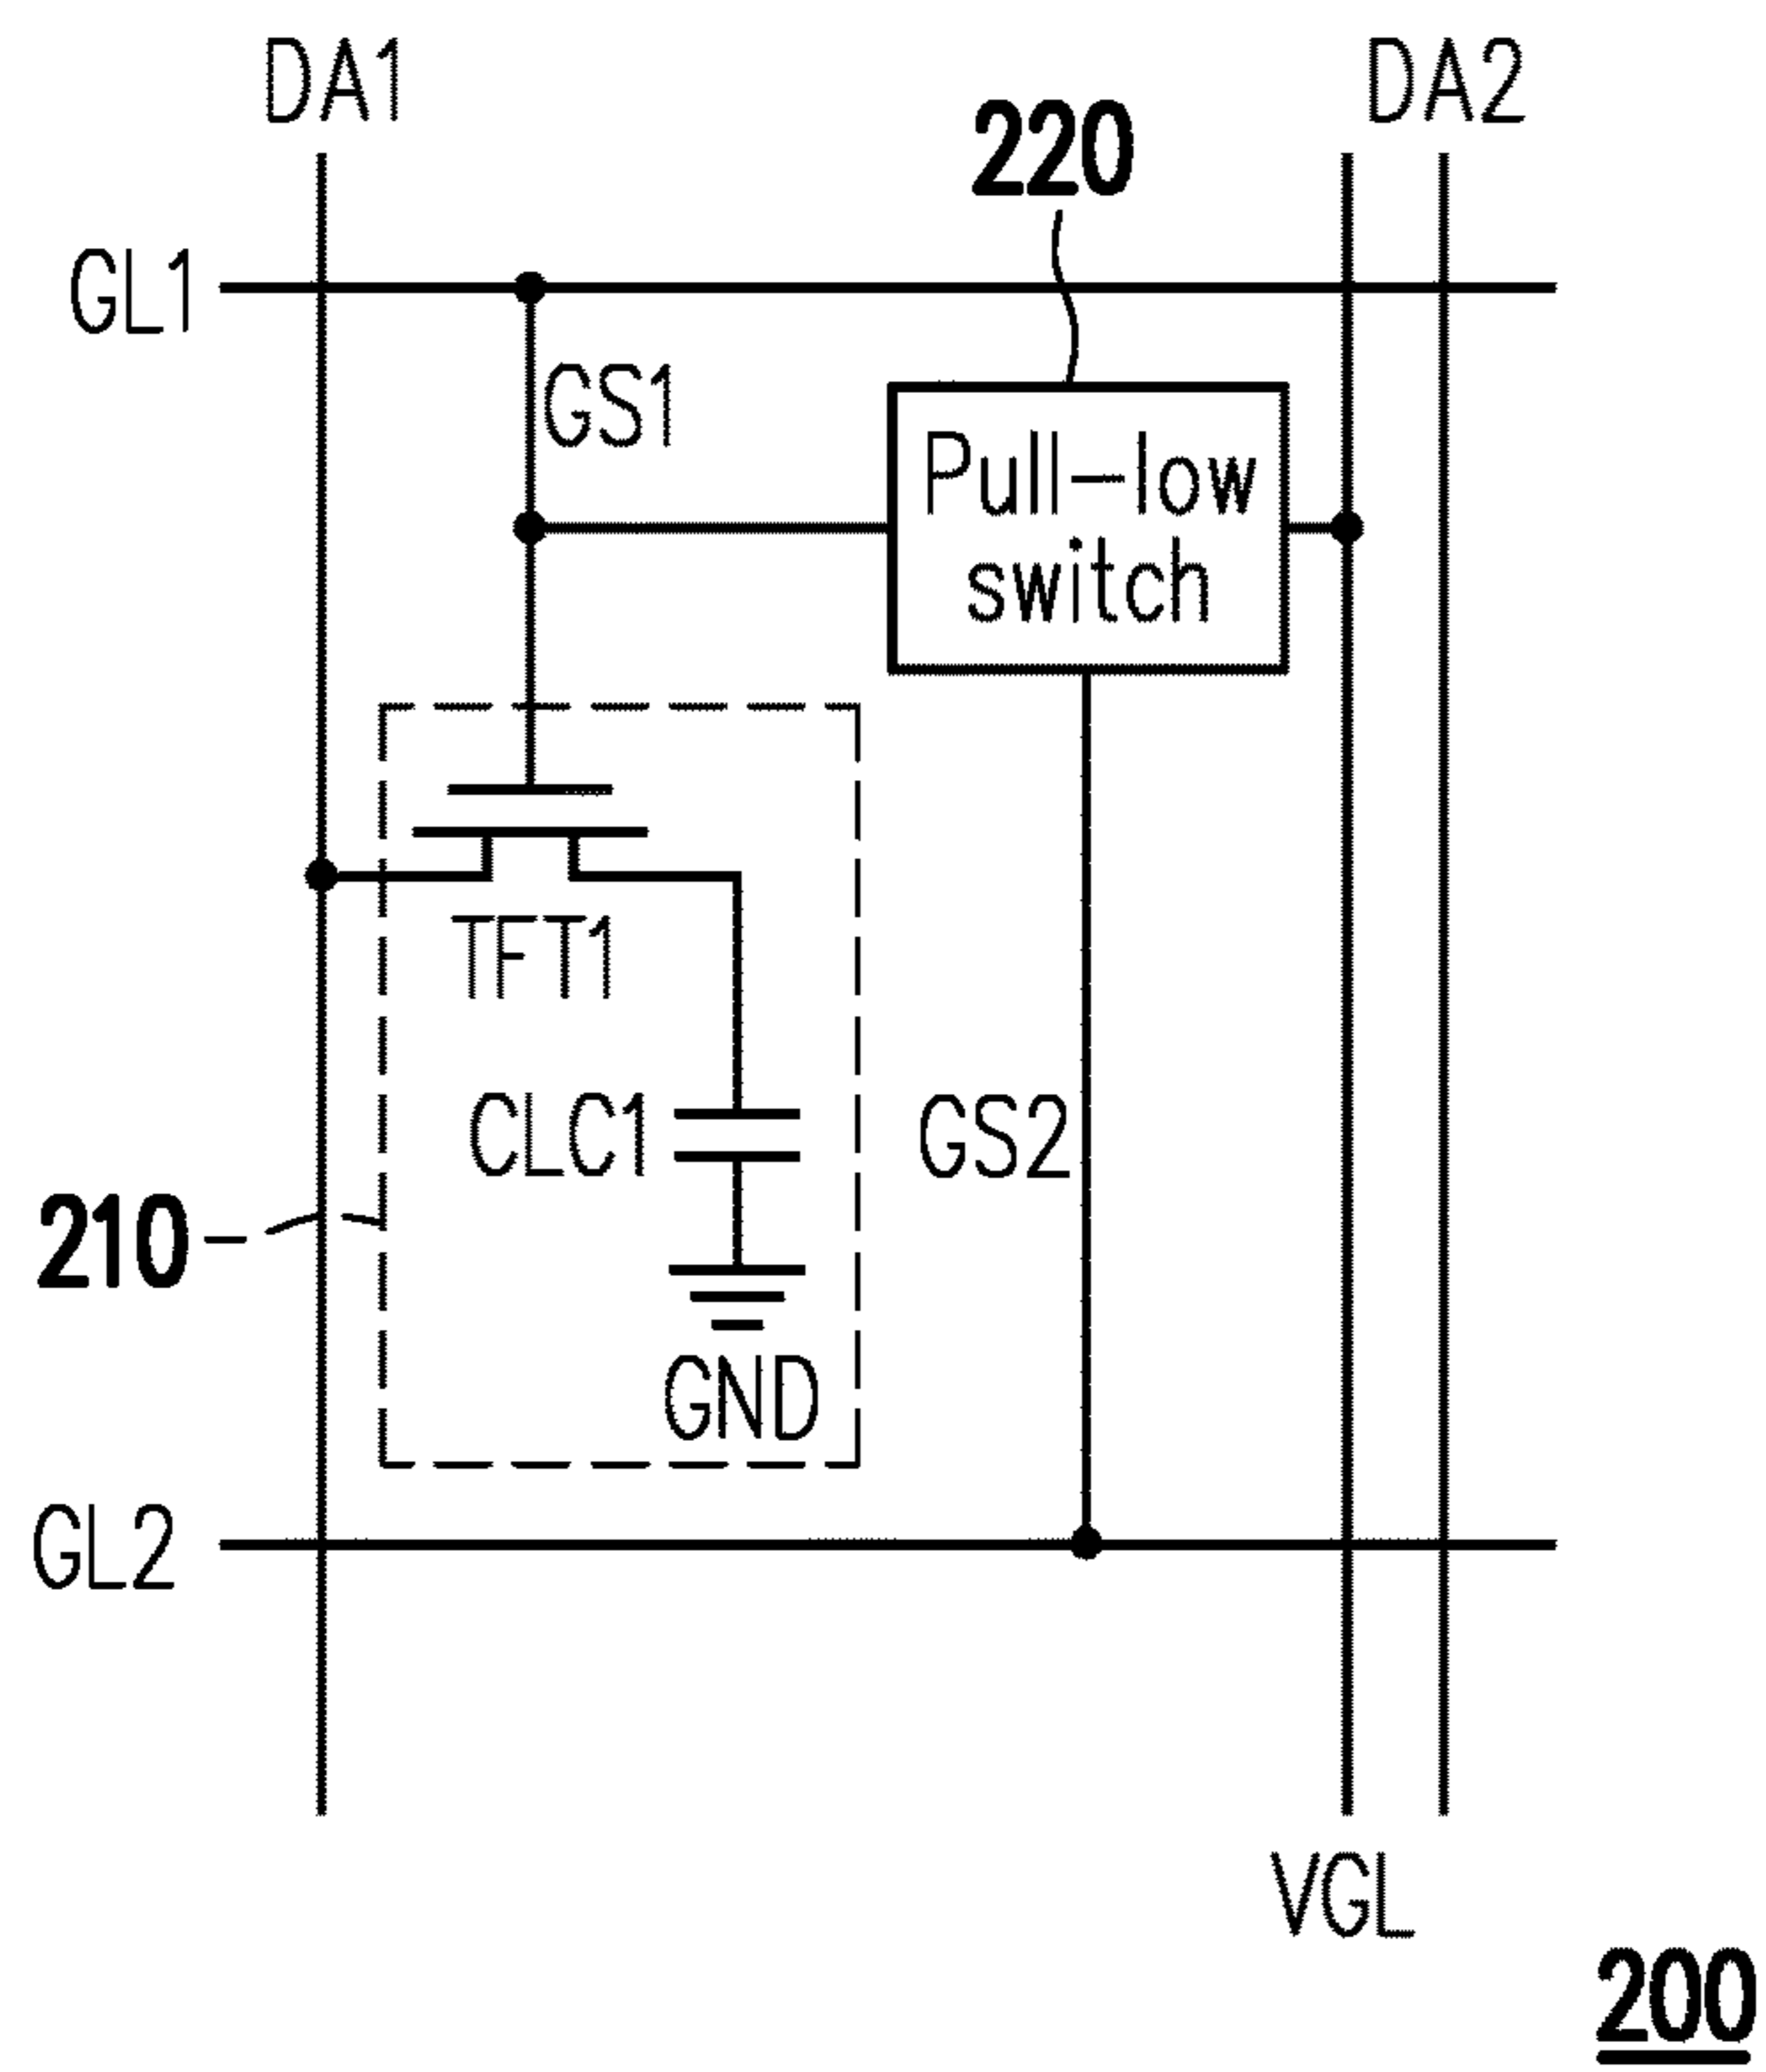 DA1
DA2
220
GL1
GS1
Pull-low
switch
TFT1
CLC1
GS2
210
GND
GL2
VGL
200